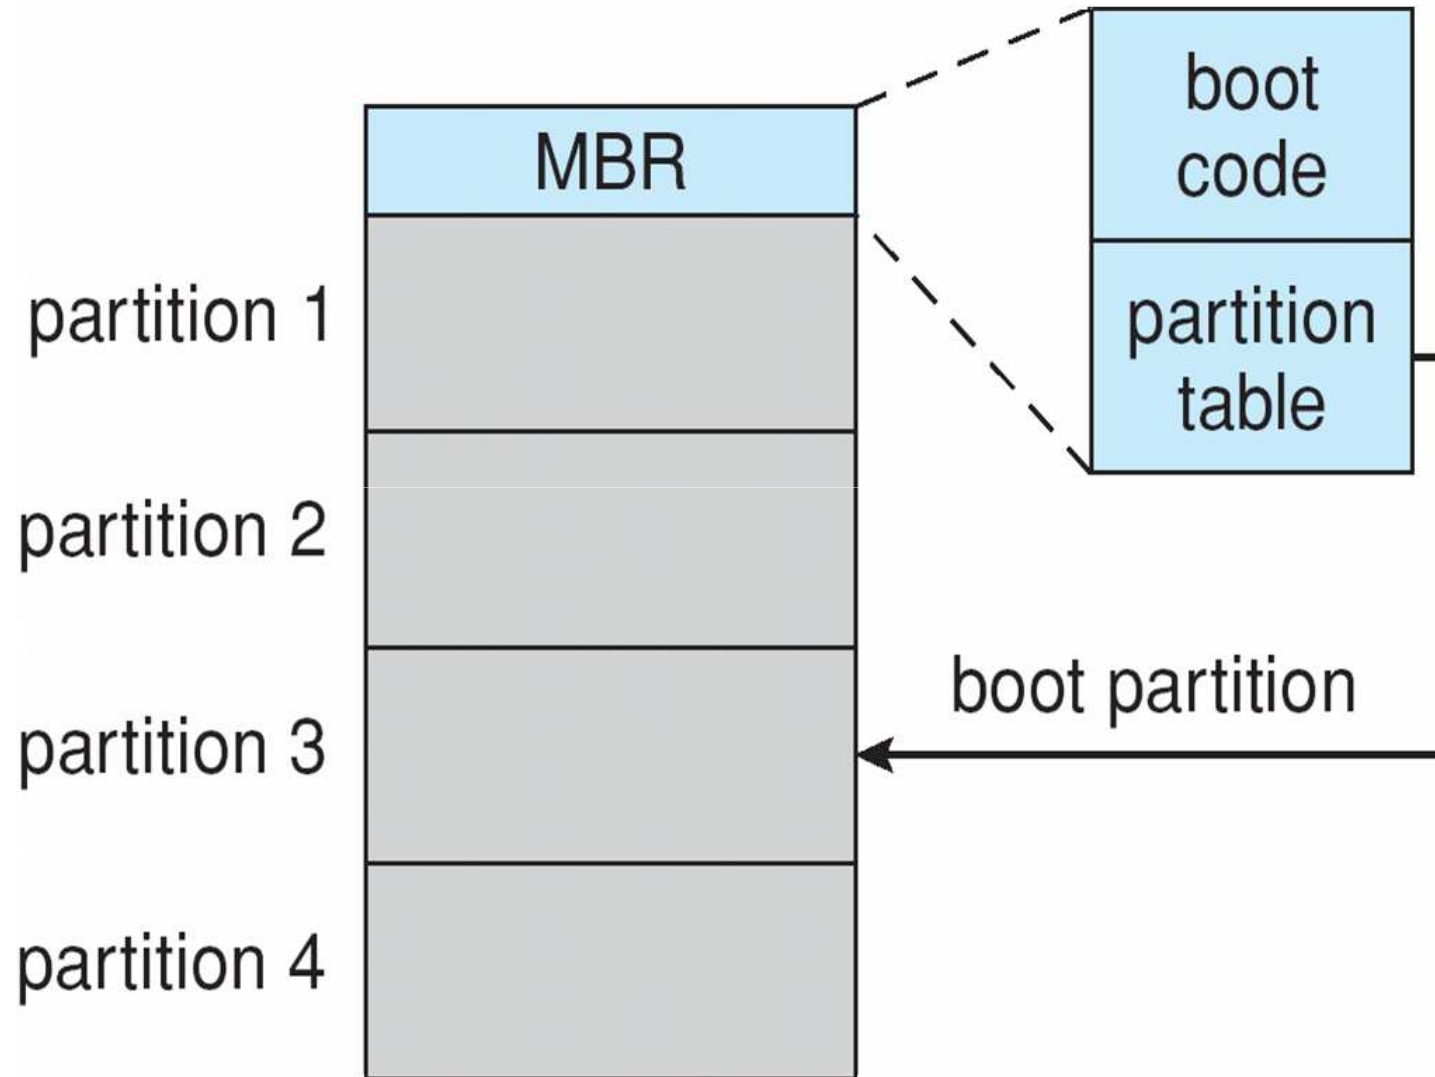 boot
code
MBR
partition 1
partition
table
partition 2
boot partition
partition 3
partition 4